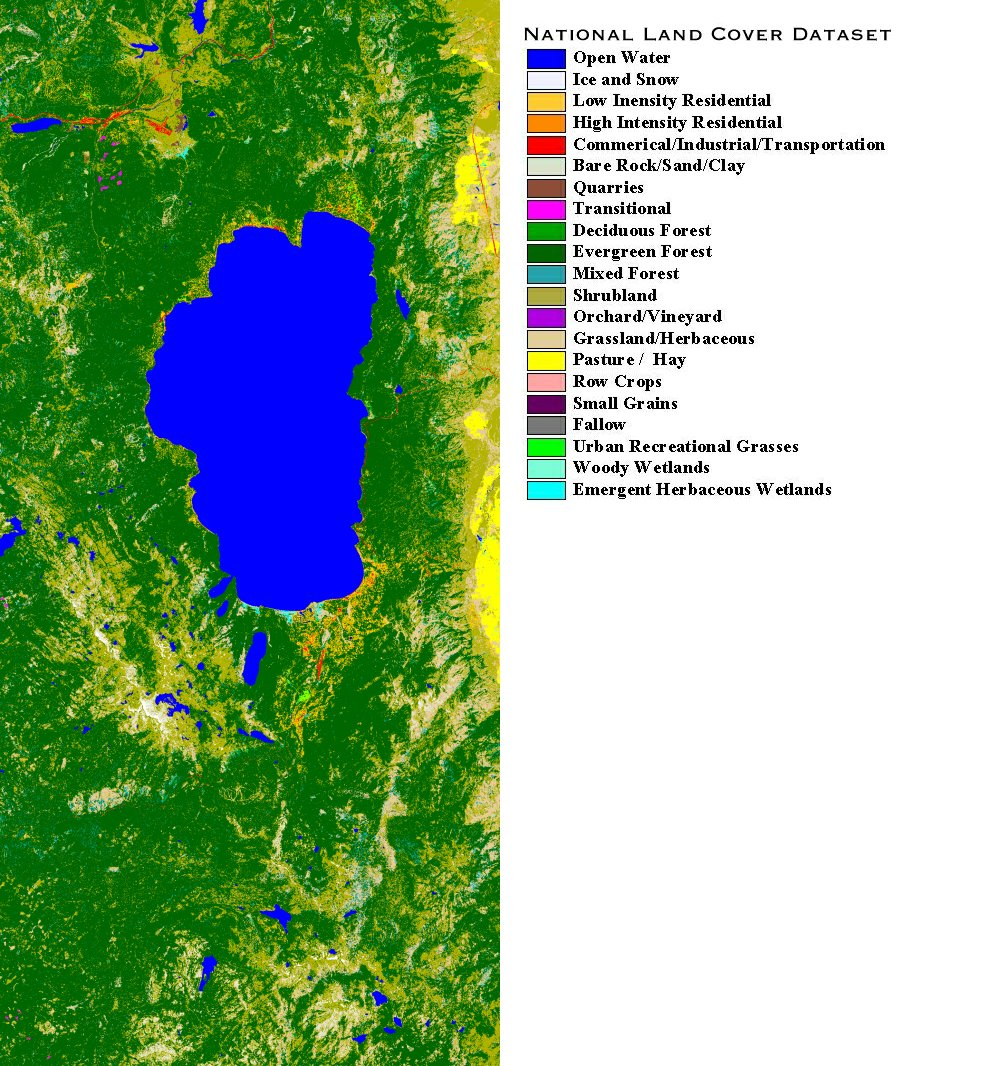 National Land Cover Dataset
Open Water
Ice and Snow
Low Inensity Residential
High Intensity Residential
Commerical/Industrial/Transportation
Bare Rock/Sand/Clay
Quarries
Transitional
Deciduous Forest
Evergreen Forest
Mixed Forest
Shrubland
Orchard/Vineyard
Grassland/Herbaceous
Pasture / Hay
Row Crops
Small Grains
Fallow
Urban Recreational Grasses
Woody Wetlands
Emergent Herbaceous Wetlands